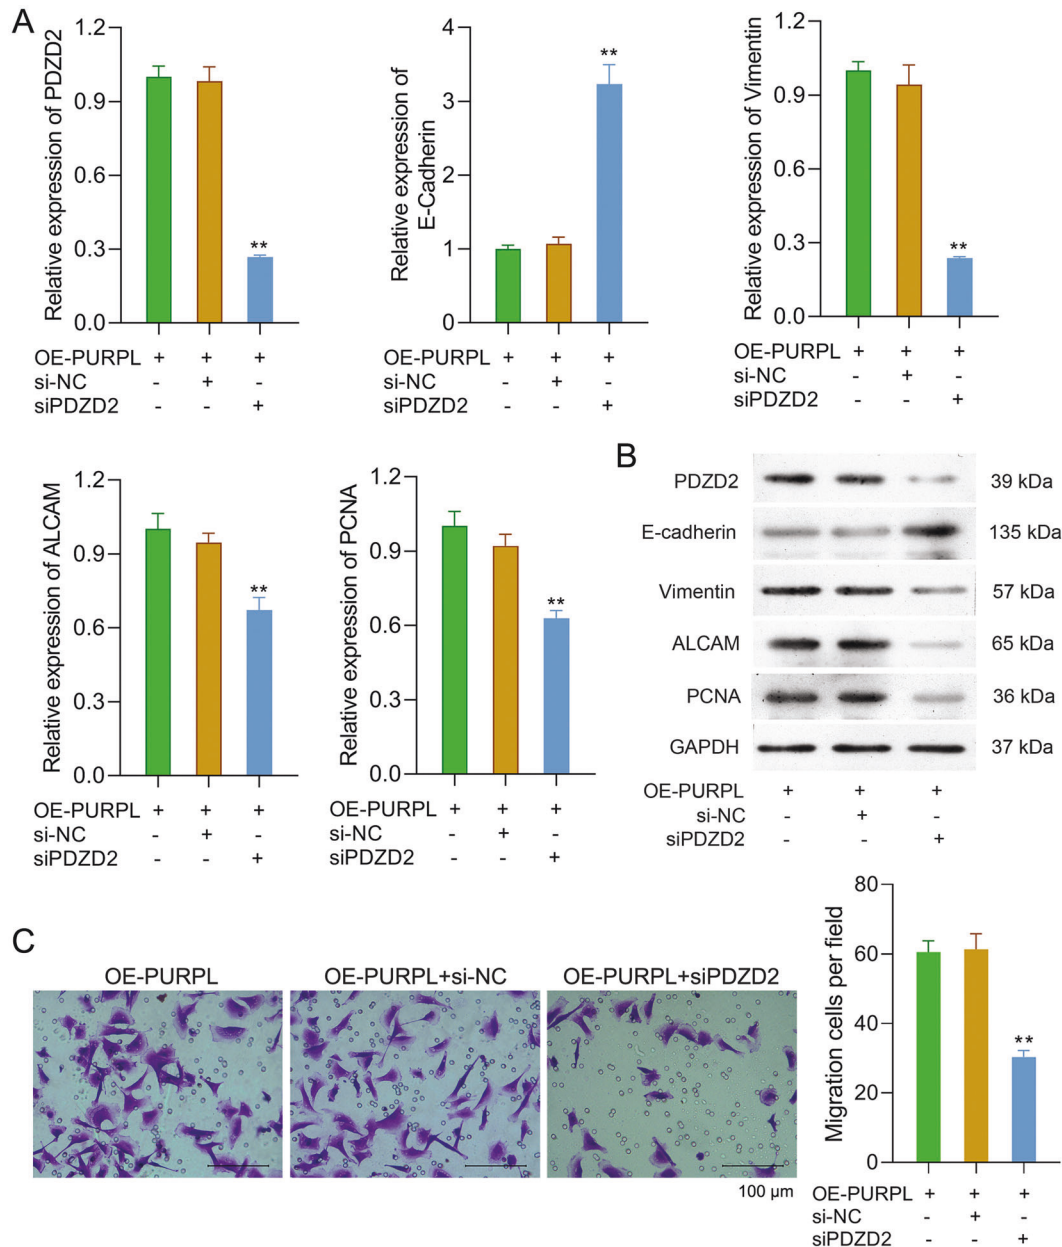 A
Relative expression of PDZD2
1.2
0.9
0.6
0.3
0.0
**
OE-PURPL + + +
si-NC - + -
siPDZD2 - - +
Relative expression of
E-Cadherin
4
3
2
1
0
**
OE-PURPL + + +
si-NC - + -
siPDZD2 - - +
Relative expression of Vimentin
1.2
0.9
0.6
0.3
0.0
**
OE-PURPL + + +
si-NC - + -
siPDZD2 - - +
Relative expression of ALCAM
1.2
0.9
0.6
0.3
0.0
**
OE-PURPL + + +
si-NC - + -
siPDZD2 - - +
Relative expression of PCNA
1.2
0.9
0.6
0.3
0.0
**
OE-PURPL + + +
si-NC - + -
siPDZD2 - - +
B
PDZD2 39 kDa
E-cadherin 135 kDa
Vimentin 57 kDa
ALCAM 65 kDa
PCNA 36 kDa
GAPDH 37 kDa
OE-PURPL + + +
si-NC - + -
siPDZD2 - - +
C
OE-PURPL OE-PURPL+si-NC OE-PURPL+siPDZD2
100 μm
Migration cells per field
80
60
40
20
0
**
OE-PURPL + + +
si-NC - + -
siPDZD2 - - +